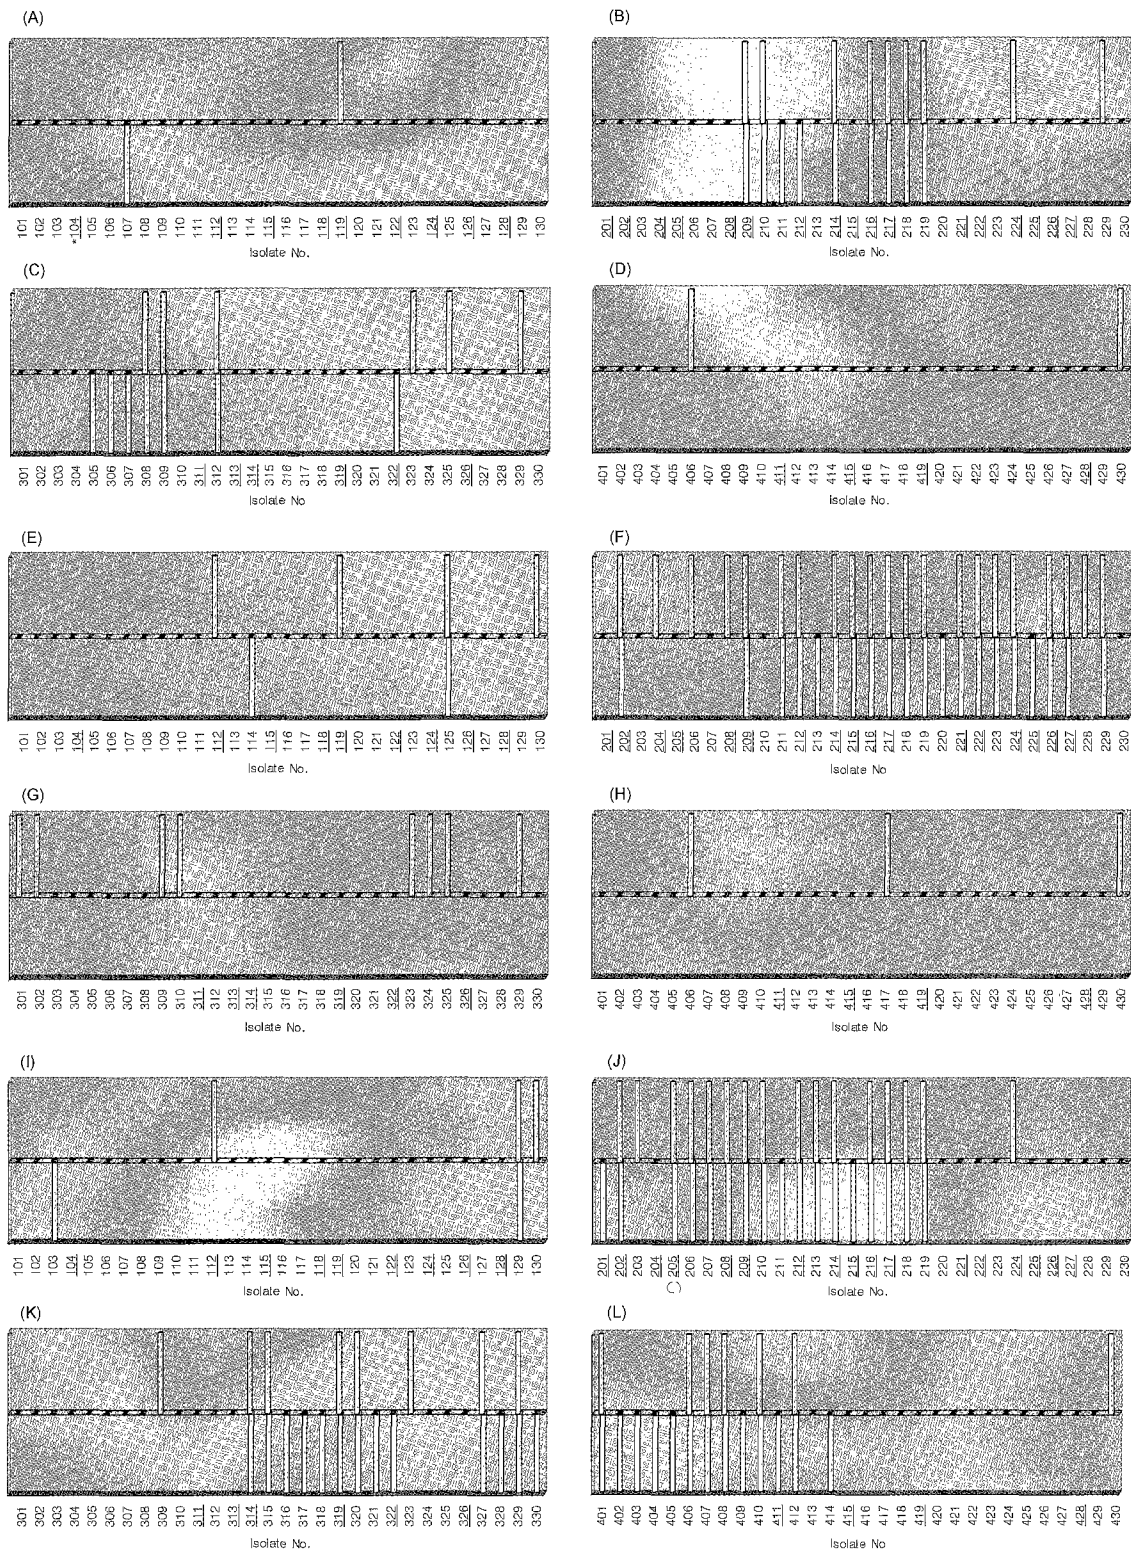 (A)
101 102 103 *104 105 106 107 108 109 110 111 112 113 114 115 116 117 118 119 120 121 122 123 124 125 126 127 128 129 130
Isolate No.
(B)
201 202 203 204 205 206 207 208 209 210 211 212 213 214 215 216 217 218 219 220 221 222 223 224 225 226 227 228 229 230
Isolate No.
(C)
301 302 303 304 305 306 307 308 309 310 311 312 313 314 315 316 317 318 319 320 321 322 323 324 325 326 327 328 329 330
Isolate No
(D)
401 402 403 404 405 406 407 408 409 410 411 412 413 414 415 416 417 418 419 420 421 422 423 424 425 426 427 428 429 430
Isolate No.
(E)
101 102 103 104 105 106 107 108 109 110 111 112 113 114 115 116 117 118 119 120 121 122 123 124 125 126 127 128 129 130
Isolate No.
(F)
201 202 203 204 205 206 207 208 209 210 211 212 213 214 215 216 217 218 219 220 221 222 223 224 225 226 227 228 229 230
Isolate No
(G)
301 302 303 304 305 306 307 308 309 310 311 312 313 314 315 316 317 318 319 320 321 322 323 324 325 326 327 328 329 330
Isolate No.
(H)
401 402 403 404 405 406 407 408 409 410 411 412 413 414 415 416 417 418 419 420 421 422 423 424 425 426 427 428 429 430
Isolate No.
(I)
101 102 103 104 105 106 107 108 109 110 111 112 113 114 115 116 117 118 119 120 121 122 123 124 125 126 127 128 129 130
Isolate No.
(J)
201 202 203 204 205 206 207 208 209 210 211 212 213 214 215 216 217 218 219 220 221 222 223 224 225 226 227 228 229 230
Isolate No.
(K)
301 302 303 304 305 306 307 308 309 310 311 312 313 314 315 316 317 318 319 320 321 322 323 324 325 326 327 328 329 330
Isolate No.
(L)
401 402 403 404 405 406 407 408 409 410 411 412 413 414 415 416 417 418 419 420 421 422 423 424 425 426 427 428 429 430
Isolate No